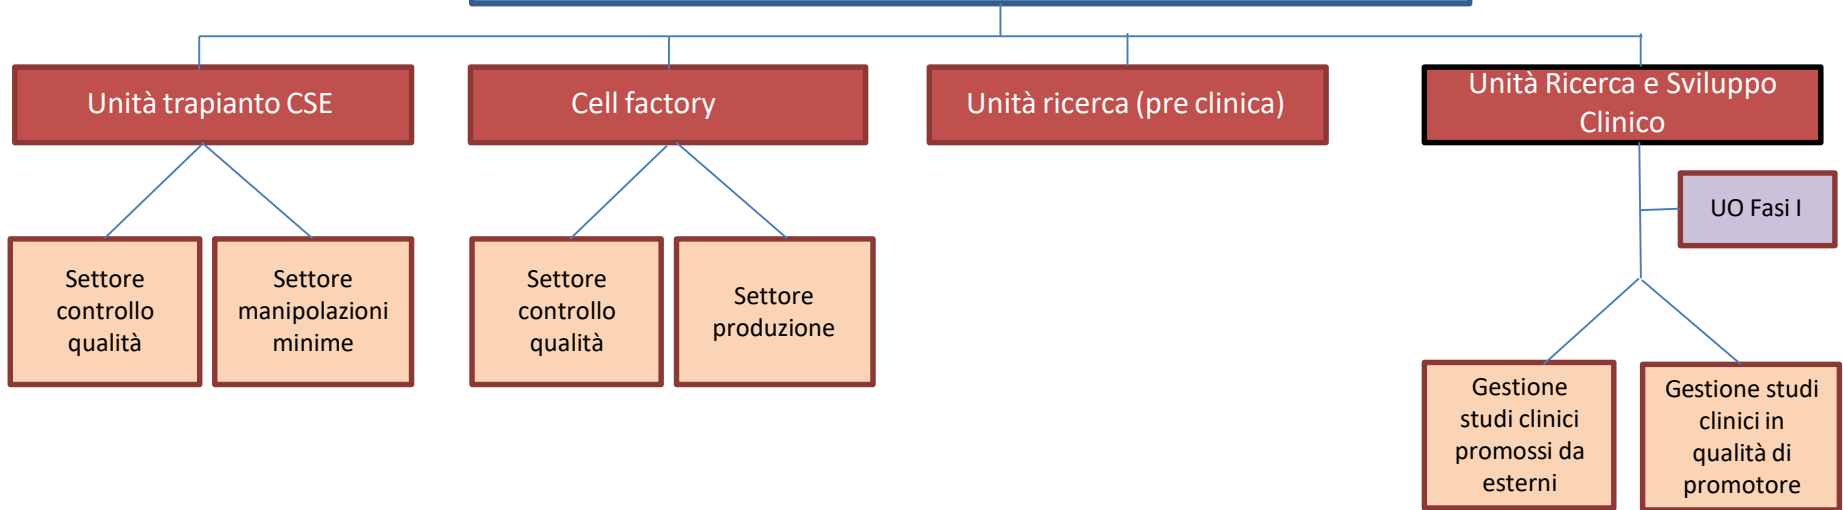 Unità trapianto CSE
Cell factory
Unità ricerca (pre clinica)
Unità Ricerca e Sviluppo
Clinico
UO Fasi I
Settore
controllo
qualità
Settore
manipolazioni
minime
Settore
controllo
qualità
Settore
produzione
Gestione
studi clinici
promossi da
esterni
Gestione studi
clinici in
qualità di
promotore